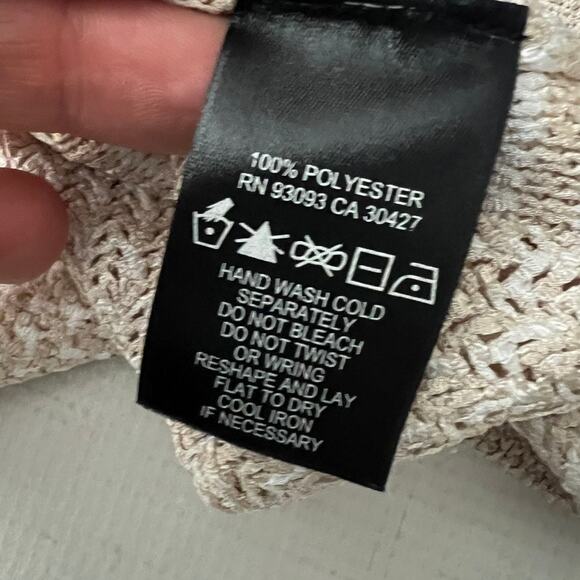 100% POLYESTER
RN 93093 CA 30427
HAND WASH COLD
SEPARATELY
DO NOT BLEACH
DO NOT TWIST
OR WRING
RESHAPE AND LAY
FLAT TO DRY
COOL IRON
IF NECESSARY